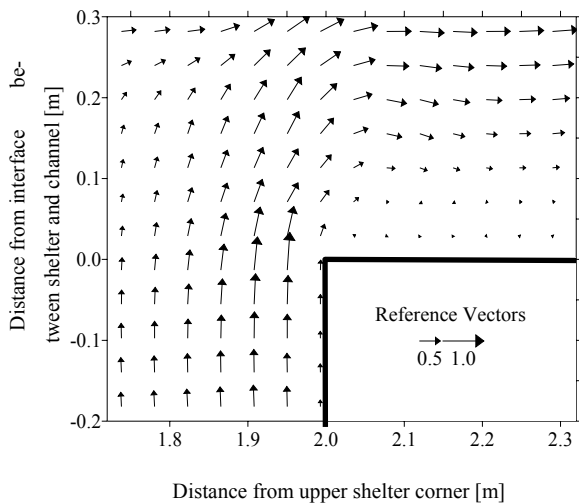 Distance from interface be-
tween shelter and channel [m]
0.3
0.2
0.1
0.0
-0.1
-0.2
Reference Vectors
0.5 1.0
1.8 1.9 2.0 2.1 2.2 2.3
Distance from upper shelter corner [m]